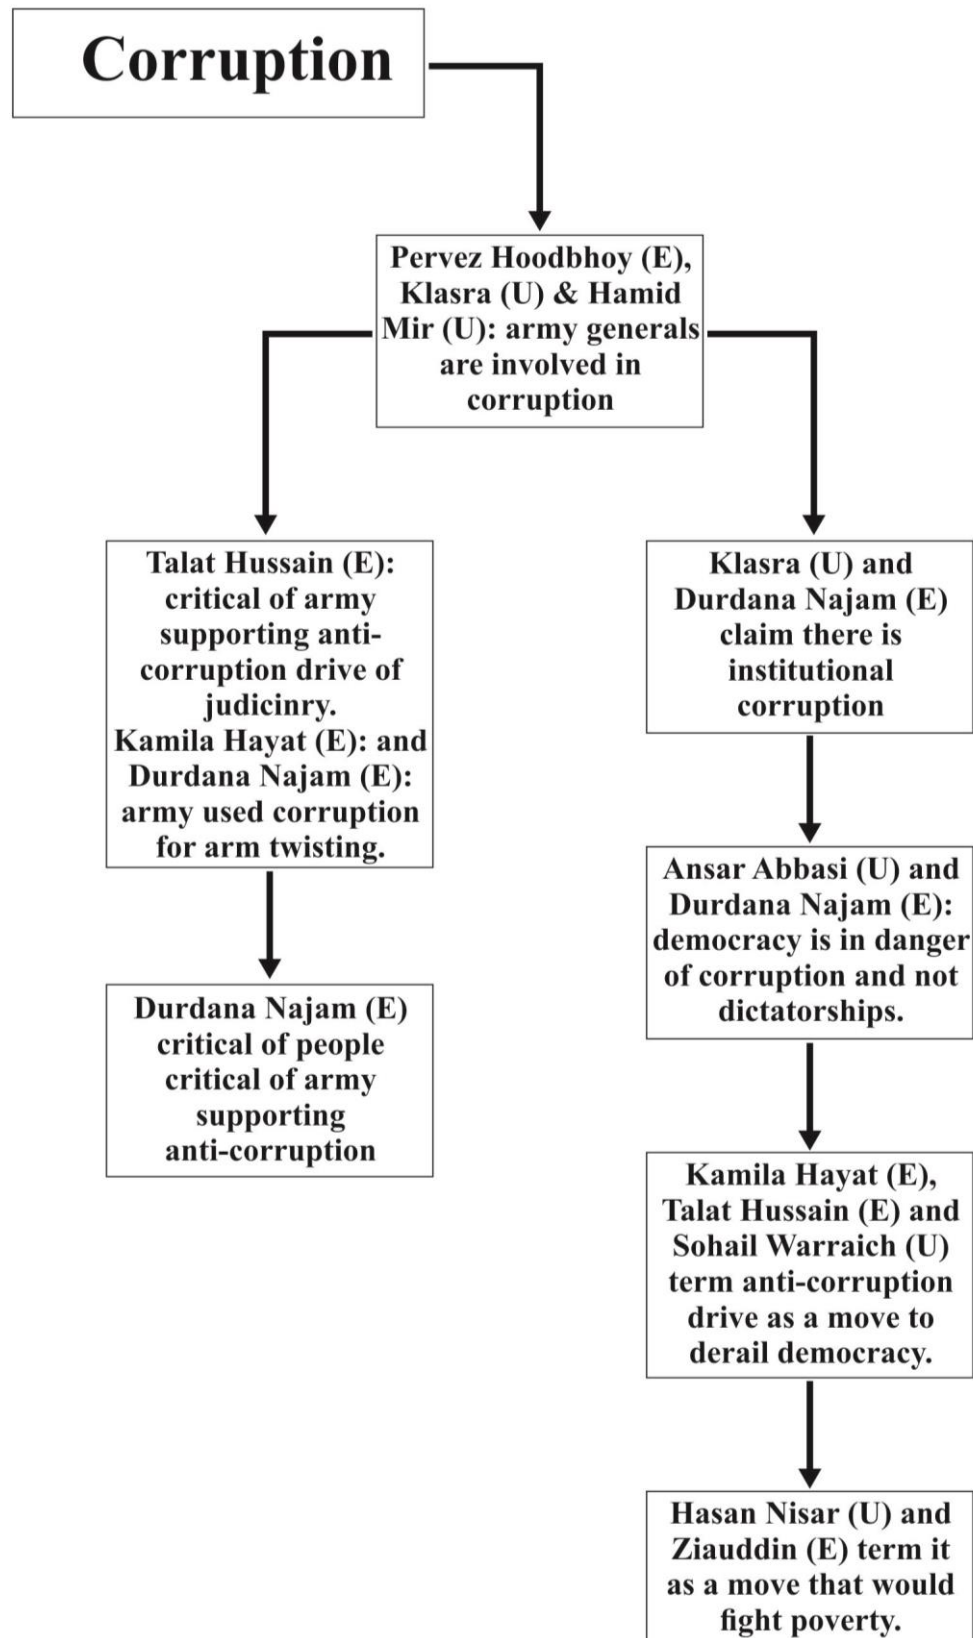 Corruption
Pervez Hoodbhoy (E),
Klasra (U) & Hamid
Mir (U): army generals
are involved in
corruption
Talat Hussain (E):
critical of army
supporting anti-
corruption drive of
judicinry.
Kamila Hayat (E): and
Durdana Najam (E):
army used corruption
for arm twisting.
Durdana Najam (E)
critical of people
critical of army
supporting
anti-corruption
Klasra (U) and
Durdana Najam (E)
claim there is
institutional
corruption
Ansar Abbasi (U) and
Durdana Najam (E):
democracy is in danger
of corruption and not
dictatorships.
Kamila Hayat (E),
Talat Hussain (E) and
Sohail Warraich (U)
term anti-corruption
drive as a move to
derail democracy.
Hasan Nisar (U) and
Ziauddin (E) term it
as a move that would
fight poverty.